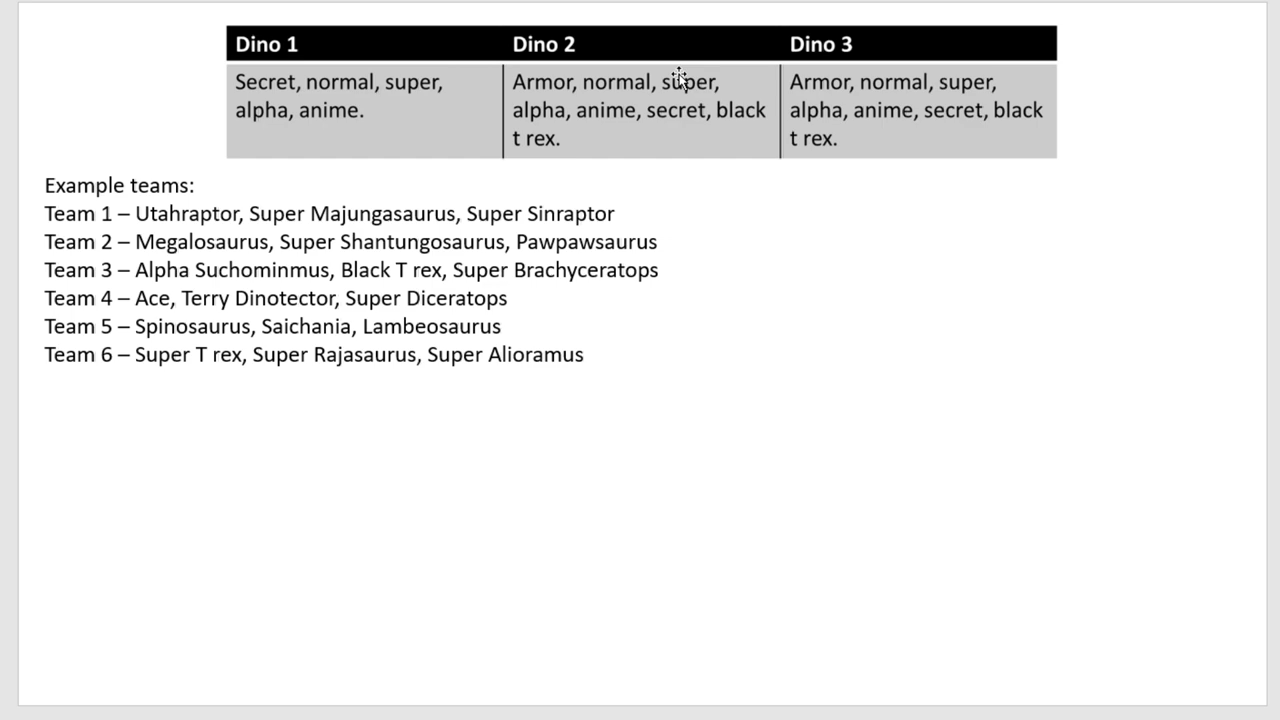 Dino 1 Dino 2 Dino 3
Secret, normal, super, alpha, anime.
Armor, normal, super, alpha, anime, secret, black t rex.
Armor, normal, super, alpha, anime, secret, black t rex.
Example teams:
Team 1 – Utahraptor, Super Majungasaurus, Super Sinraptor
Team 2 – Megalosaurus, Super Shantungosaurus, Pawpawsaurus
Team 3 – Alpha Suchominmus, Black T rex, Super Brachyceratops
Team 4 – Ace, Terry Dinotector, Super Diceratops
Team 5 – Spinosaurus, Saichania, Lambeosaurus
Team 6 – Super T rex, Super Rajasaurus, Super Alioramus